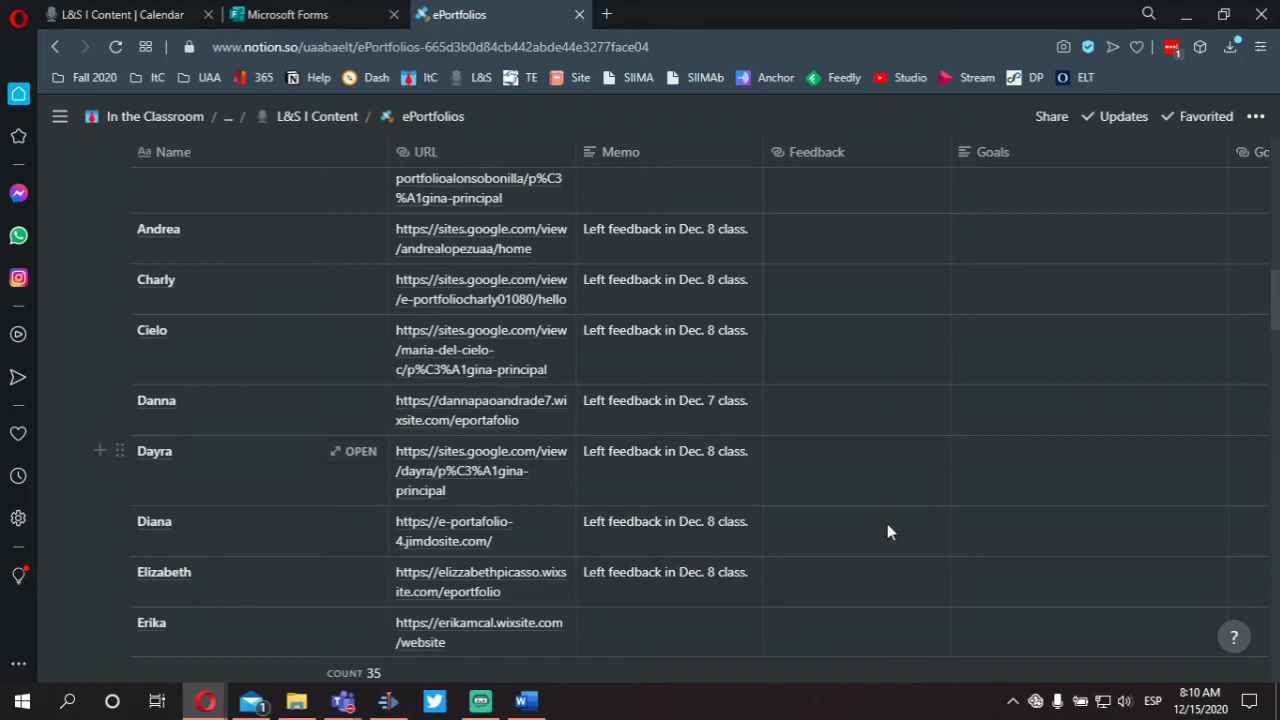 L&S I Content | Calendar
Microsoft Forms
ePortfolios
www.notion.so/uaabaelt/ePortfolios-665d3b0d84cb442abde44e3277face04
1
Fall 2020
ItC
UAA
365
Help
Dash
ItC
L&S
TE
Site
SIIMA
SIIMAb
Anchor
Feedly
Studio
Stream
DP
ELT
In the Classroom / ... / L&S I Content / ePortfolios
Share
Updates
Favorited
Aa Name
URL
Memo
Feedback
Goals
Go
portfolioalonsobonilla/p%C3
%A1gina-principal
Andrea
https://sites.google.com/view
/andrealopezuaa/home
Left feedback in Dec. 8 class.
Charly
https://sites.google.com/view
/e-portfoliocharly01080/hello
Left feedback in Dec. 8 class.
Cielo
https://sites.google.com/view
/maria-del-cielo-
c/p%C3%A1gina-principal
Left feedback in Dec. 8 class.
Danna
https://dannapaoandrade7.wi
xsite.com/eportafolio
Left feedback in Dec. 7 class.
Dayra
OPEN
https://sites.google.com/view
/dayra/p%C3%A1gina-
principal
Left feedback in Dec. 8 class.
Diana
https://e-portafolio-
4.jimdosite.com/
Left feedback in Dec. 8 class.
Elizabeth
https://elizzabethpicasso.wixs
ite.com/eportfolio
Left feedback in Dec. 8 class.
Erika
https://erikamcal.wixsite.com
/website
?
COUNT 35
1
ESP
8:10 AM
12/15/2020